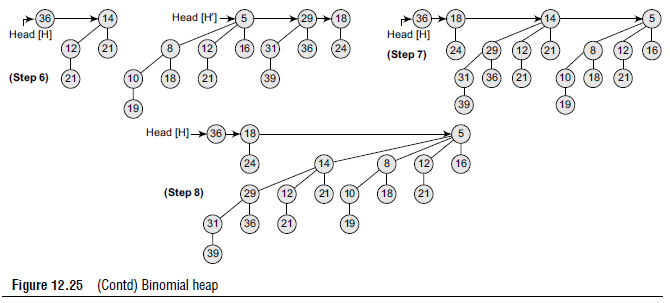 36 14 Head [H'] 5 29 18 36 18 14 5
Head [H] Head [H]
12 21 8 12 16 31 36 24 (Step 7) 24 29 12 21 8 12 16
(Step 6) 21 10 18 21 39 31 36 21 10 18 21
19 39 19
Head [H] 36 18 5
24 14 8 12 16
(Step 8) 29 12 21 10 18 21
31 36 21 19
39
Figure 12.25 (Contd) Binomial heap